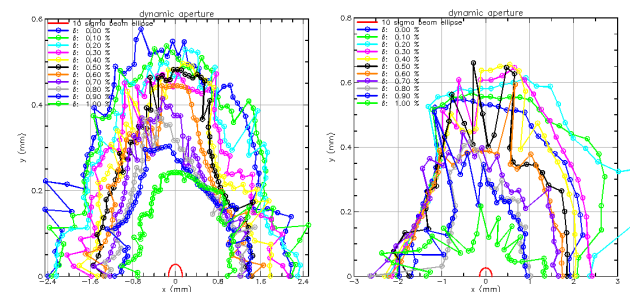 dynamic aperture
10 sigma beam ellipse
δ: 0.00 %
δ: 0.10 %
δ: 0.20 %
δ: 0.30 %
δ: 0.40 %
δ: 0.50 %
δ: 0.60 %
δ: 0.70 %
δ: 0.80 %
δ: 0.90 %
δ: 1.00 %
y (mm)
0.6
0.4
0.2
0
-2.4 -1.6 -0.8 0 0.8 1.6 2.4
x (mm)
dynamic aperture
10 sigma beam ellipse
δ: 0.00 %
δ: 0.10 %
δ: 0.20 %
δ: 0.30 %
δ: 0.40 %
δ: 0.50 %
δ: 0.60 %
δ: 0.70 %
δ: 0.80 %
δ: 0.90 %
δ: 1.00 %
y (mm)
0.8
0.6
0.4
0.2
0
-3 -2 -1 0 1 2 3
x (mm)